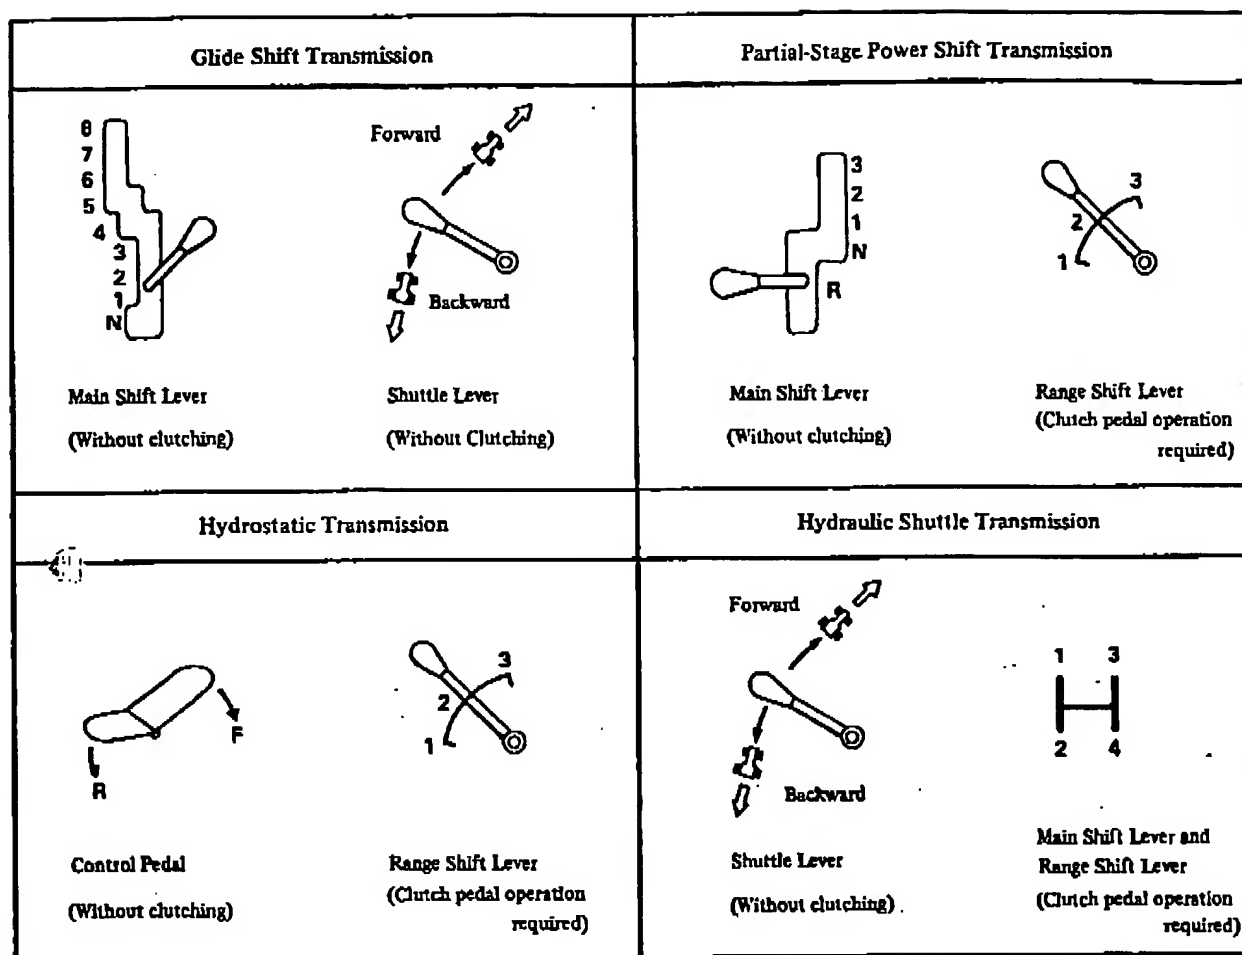 Glide Shift Transmission
Partial-Stage Power Shift Transmission
8
7
6
5
4
3
2
1
N
Forward
Backward
Main Shift Lever
(Without clutching)
Shuttle Lever
(Without Clutching)
3
2
1
N
R
3
2
1
Main Shift Lever
(Without clutching)
Range Shift Lever
(Clutch pedal operation
required)
Hydrostatic Transmission
Hydraulic Shuttle Transmission
F
R
3
2
1
Control Pedal
(Without clutching)
Range Shift Lever
(Clutch pedal operation
required)
Forward
Backward
1 3
2 4
Shuttle Lever
(Without clutching)
Main Shift Lever and
Range Shift Lever
(Clutch pedal operation
required)